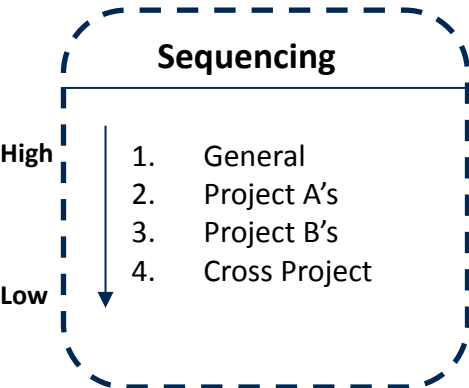 Sequencing
High
1. General
2. Project A's
3. Project B's
4. Cross Project
Low